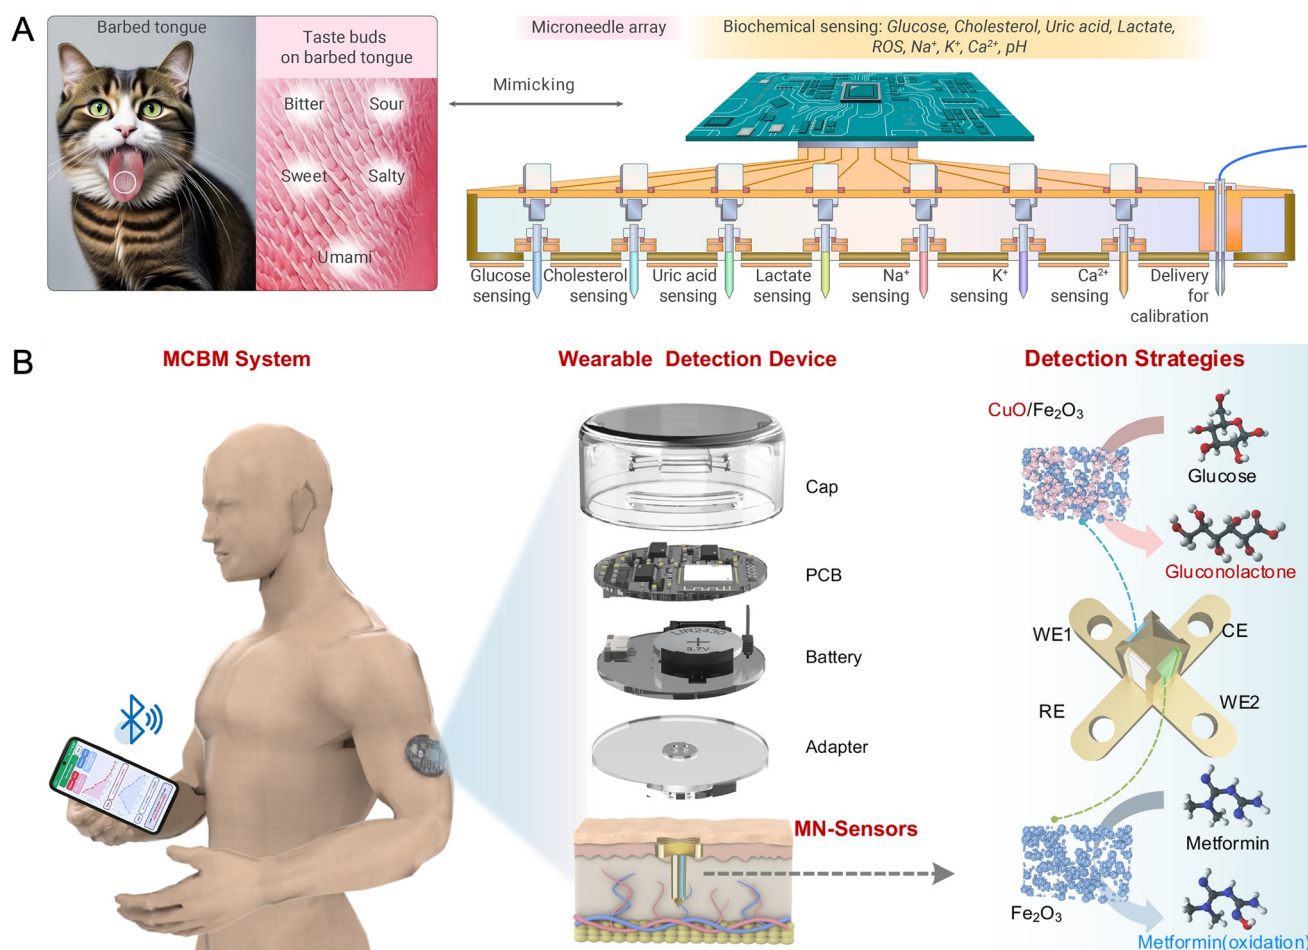 A
Barbed tongue
Taste buds
on barbed tongue
Bitter
Sour
Sweet
Salty
Umami
Mimicking
Microneedle array
Biochemical sensing: Glucose, Cholesterol, Uric acid, Lactate,
ROS, Na⁺, K⁺, Ca²⁺, pH
Glucose
sensing
Cholesterol
sensing
Uric acid
sensing
Lactate
sensing
Na⁺
sensing
K⁺
sensing
Ca²⁺
sensing
Delivery
for
calibration
B
MCBM System
Wearable Detection Device
Cap
PCB
LIR2430
3.7V
Battery
Adapter
MN-Sensors
Detection Strategies
CuO/Fe₂O₃
Glucose
Gluconolactone
WE1
CE
RE
WE2
Metformin
Fe₂O₃
Metformin(oxidation)